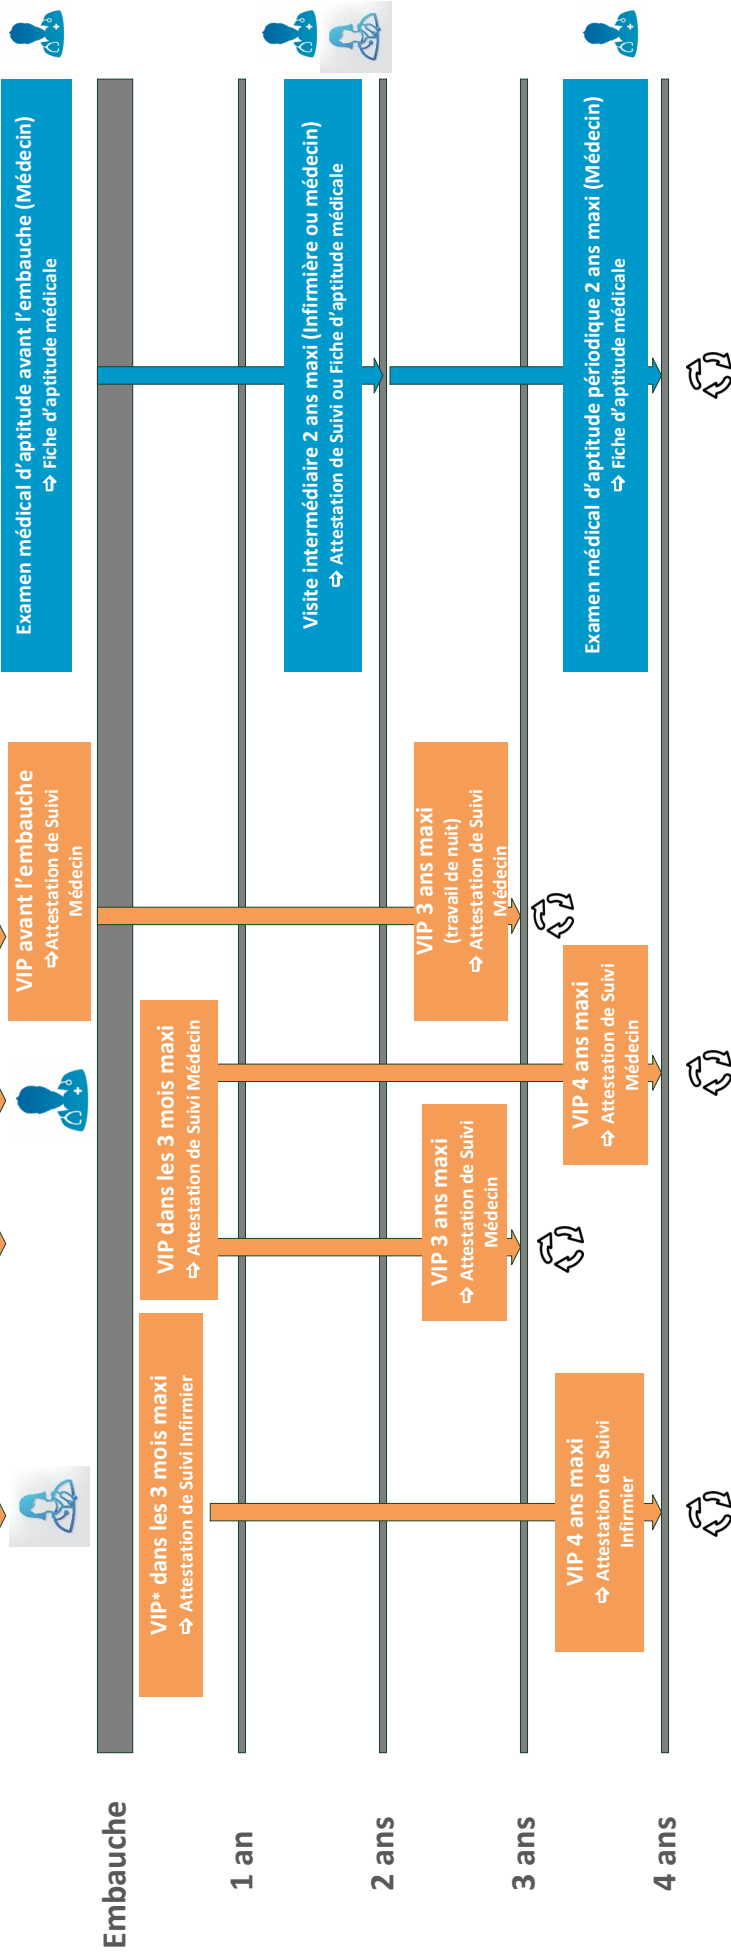 Examen médical d'aptitude avant l'embauche (Médecin)
⇨ Fiche d'aptitude médicale
VIP avant l'embauche
⇨Attestation de Suivi
Médecin
Embauche
VIP* dans les 3 mois maxi
⇨ Attestation de Suivi Infirmier
VIP dans les 3 mois maxi
⇨ Attestation de Suivi Médecin
1 an
Visite intermédiaire 2 ans maxi (Infirmière ou médecin)
⇨ Attestation de Suivi ou Fiche d'aptitude médicale
2 ans
VIP 3 ans maxi
⇨ Attestation de Suivi
Médecin
VIP 3 ans maxi
(travail de nuit)
⇨ Attestation de Suivi
Médecin
3 ans
VIP 4 ans maxi
⇨ Attestation de Suivi
Infirmier
VIP 4 ans maxi
⇨ Attestation de Suivi
Médecin
Examen médical d'aptitude périodique 2 ans maxi (Médecin)
⇨ Fiche d'aptitude médicale
4 ans